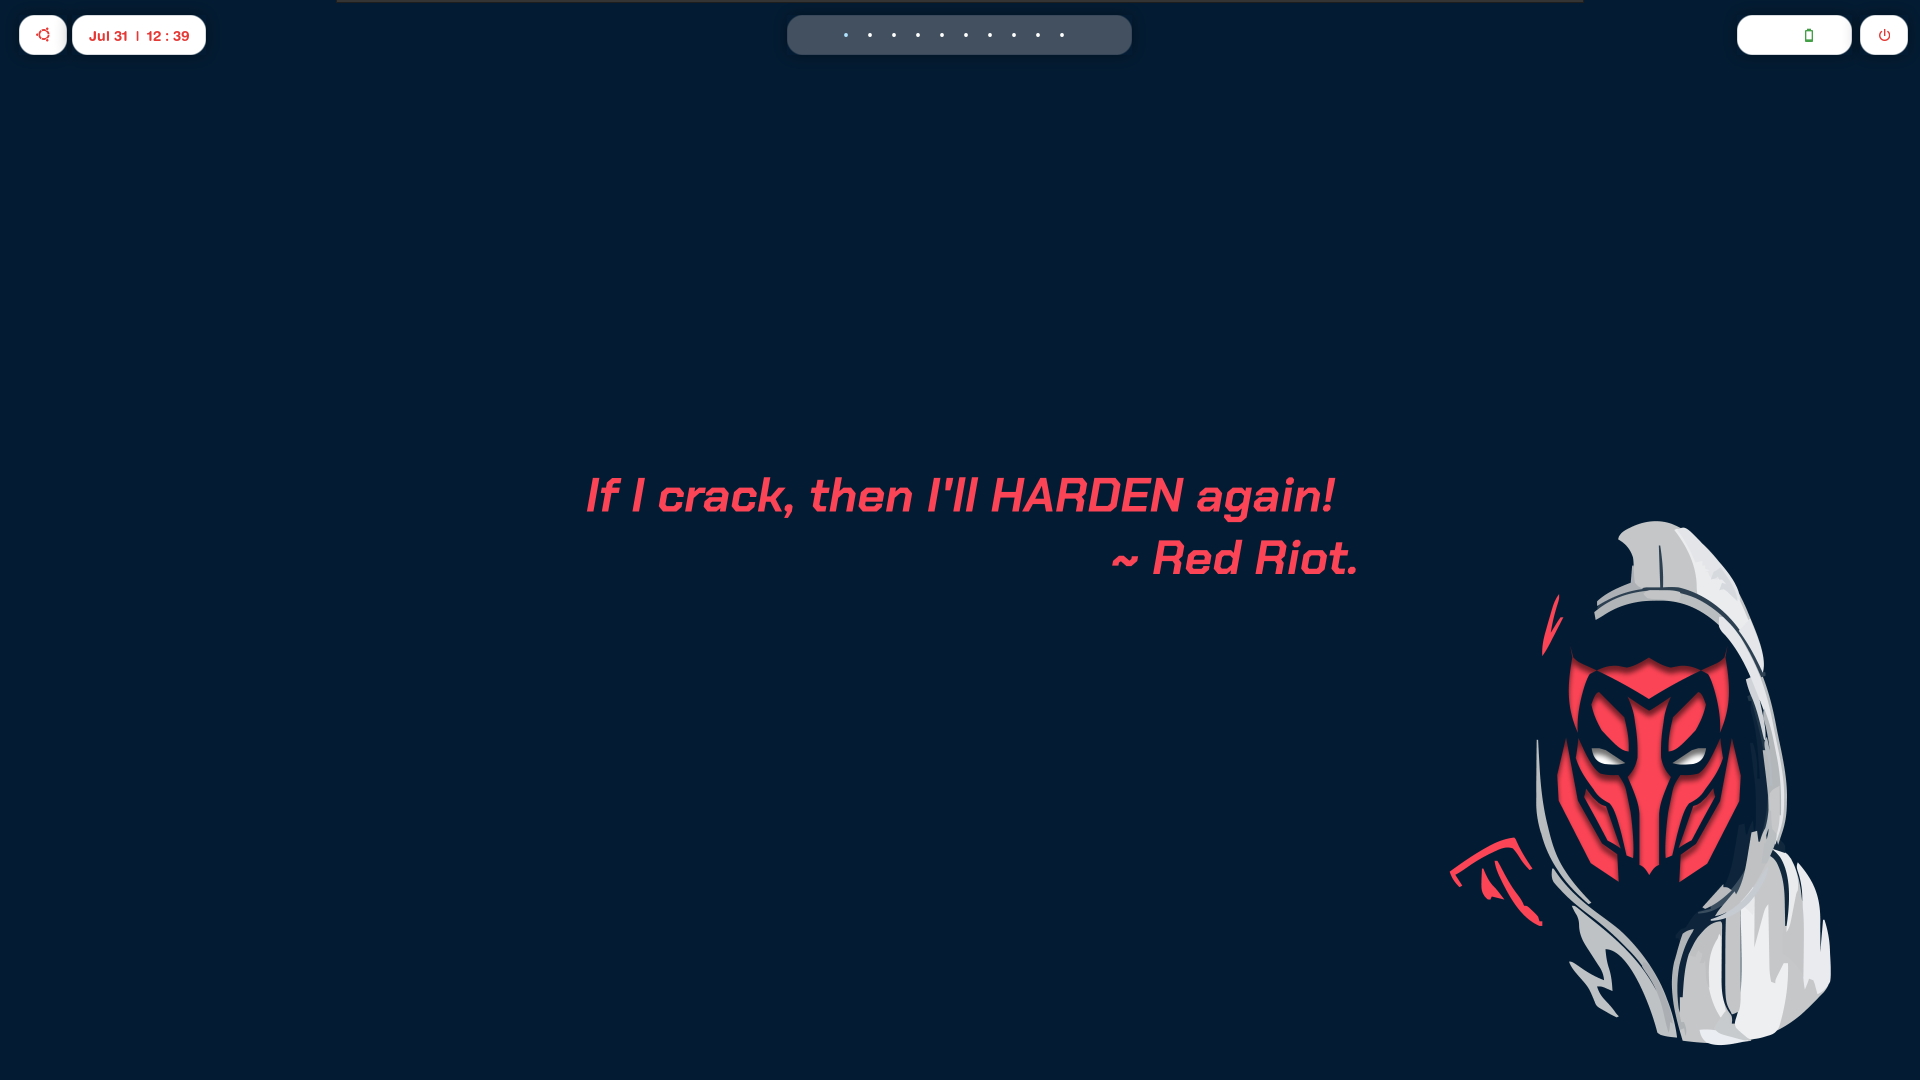 Jul 31 | 12 : 39
If I crack, then I'll HARDEN again!
~ Red Riot.